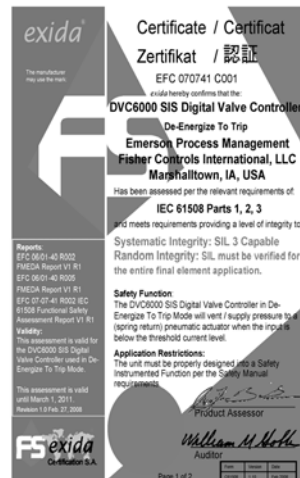 exida
The manufacturer
may use the mark.
FS
Reports:
EFC 06/01-40 R002
FMEDA Report V1 R1
EFC 06/01-40 R005
FMEDA Report V1 R1
EFC 07-07-41 R002 IEC
61508 Functional Safety
Assessment Report V1 R1
Validity:
This assessment is valid for
the DVC6000 SIS Digital
Valve Controller used in De-
Energize To Trip Mode.
This assessment is valid
until March 1, 2011.
Revision 1.0 Feb. 27, 2008
FS exida
Certification S.A.
Certificate / Certificat
Zertifikat / 認証
EFC 070741 C001
exida hereby confirms that the:
DVC6000 SIS Digital Valve Controller
De-Energize To Trip
Emerson Process Management
Fisher Controls International, LLC
Marshalltown, IA, USA
Has been assessed per the relevant requirements of:
IEC 61508 Parts 1, 2, 3
and meets requirements providing a level of integrity to
Systematic Integrity: SIL 3 Capable
Random Integrity: SIL must be verified for
the entire final element application.
Safety Function:
The DVC6000 SIS Digital Valve Controller in De-
Energize To Trip Mode will vent / supply pressure to a
(spring return) pneumatic actuator when the input is
below the threshold current level.
Application Restrictions:
The unit must be properly designed into a Safety
Instrumented Function per the Safety Manual
requirements
Product Assessor
Auditor
Page 1 of 2